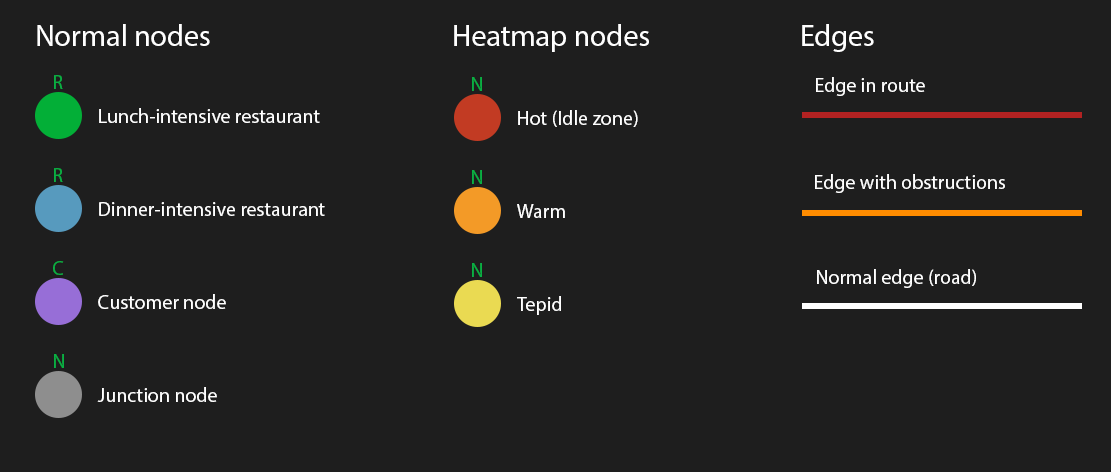 Normal nodes
R
Lunch-intensive restaurant
R
Dinner-intensive restaurant
C
Customer node
N
Junction node
Heatmap nodes
N
Hot (Idle zone)
N
Warm
N
Tepid
Edges
Edge in route
Edge with obstructions
Normal edge (road)